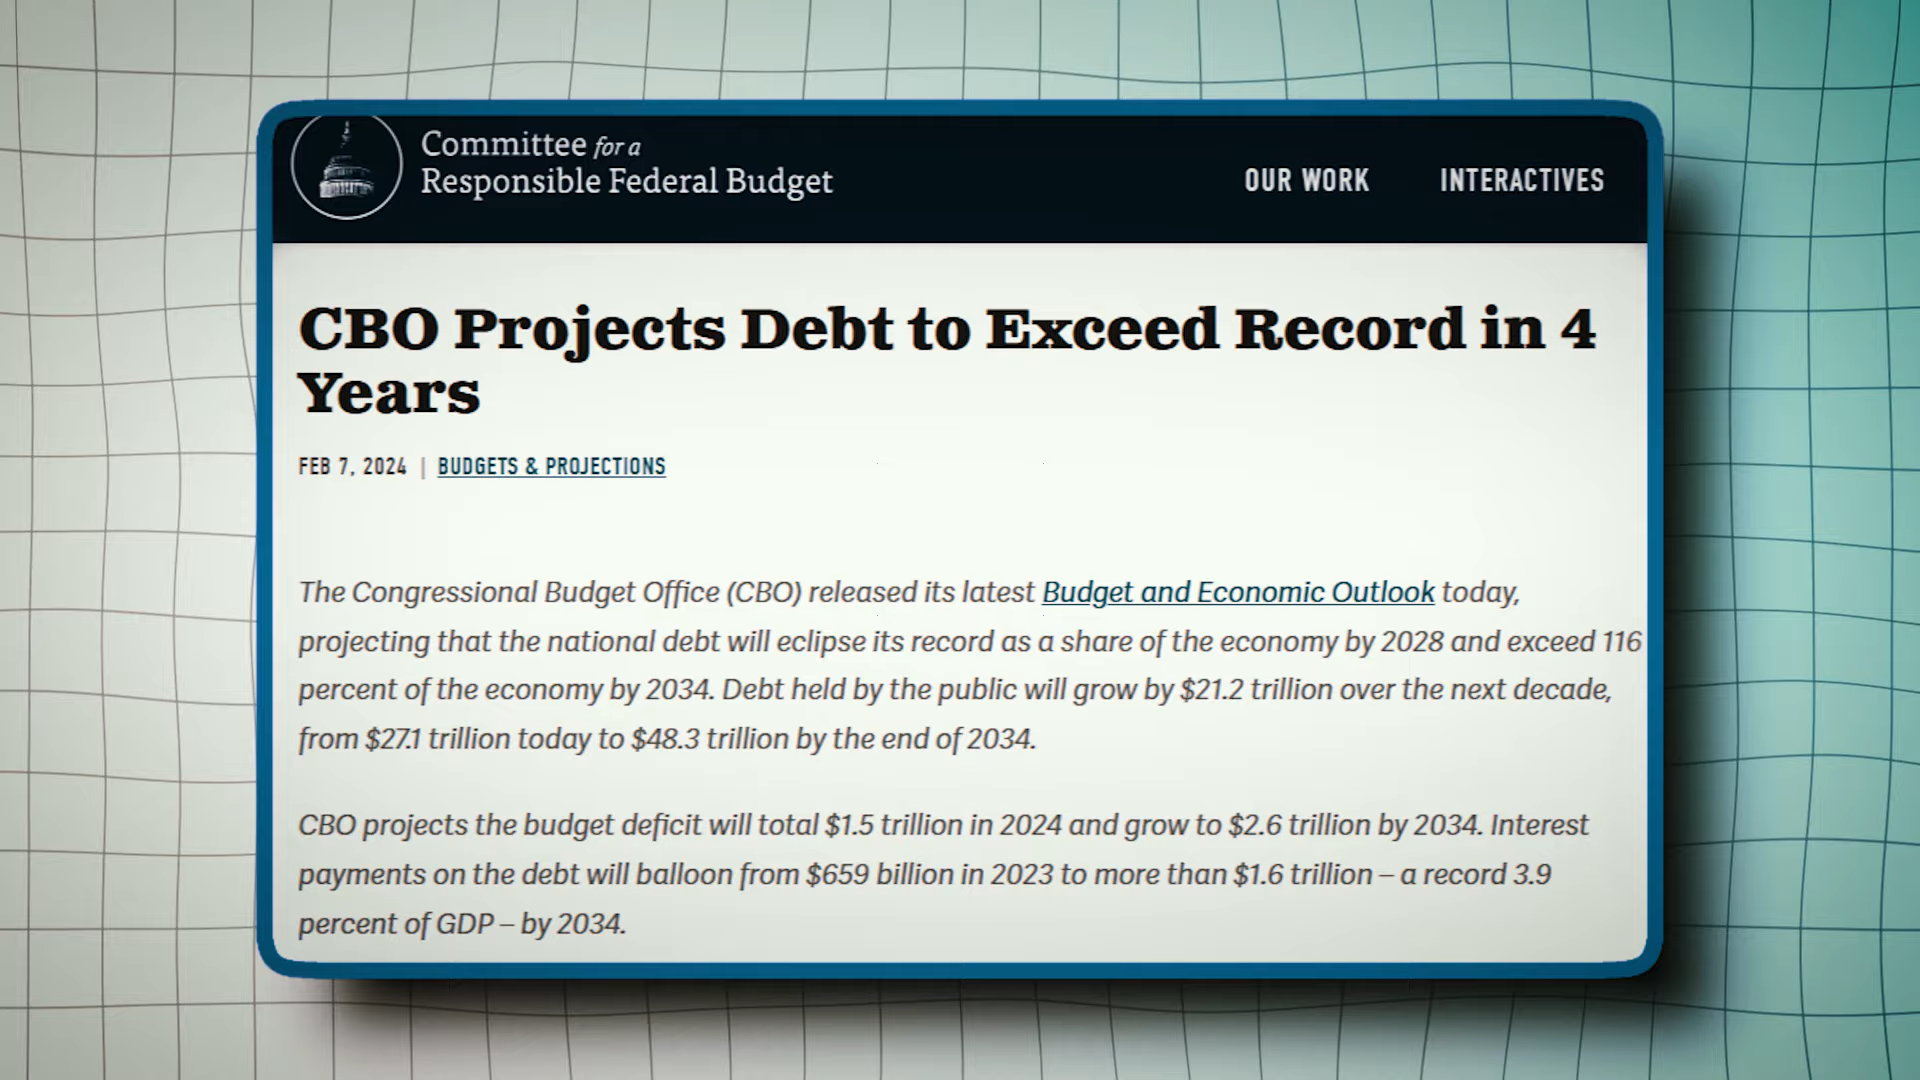 Committee for a
Responsible Federal Budget
OUR WORK
INTERACTIVES
CBO Projects Debt to Exceed Record in 4
Years
FEB 7, 2024 | BUDGETS & PROJECTIONS
The Congressional Budget Office (CBO) released its latest Budget and Economic Outlook today,
projecting that the national debt will eclipse its record as a share of the economy by 2028 and exceed 116
percent of the economy by 2034. Debt held by the public will grow by $21.2 trillion over the next decade,
from $27.1 trillion today to $48.3 trillion by the end of 2034.
CBO projects the budget deficit will total $1.5 trillion in 2024 and grow to $2.6 trillion by 2034. Interest
payments on the debt will balloon from $659 billion in 2023 to more than $1.6 trillion – a record 3.9
percent of GDP – by 2034.